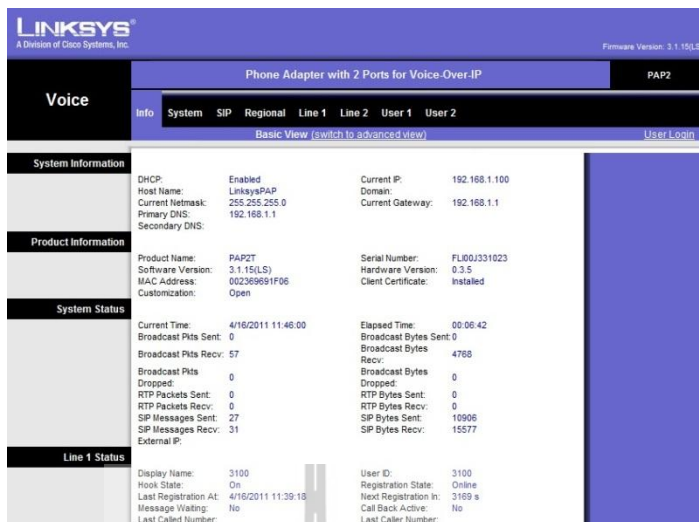 LINKSYS®
A Division of Cisco Systems, Inc.
Firmware Version: 3.1.15(LS
Phone Adapter with 2 Ports for Voice-Over-IP PAP2
Voice
Info System SIP Regional Line 1 Line 2 User 1 User 2
Basic View (switch to advanced view) User Login
System Information
DHCP: Enabled Current IP: 192.168.1.100
Host Name: LinksysPAP Domain:
Current Netmask: 255.255.255.0 Current Gateway: 192.168.1.1
Primary DNS: 192.168.1.1
Secondary DNS:
Product Information
Product Name: PAP2T Serial Number: FLI00J331023
Software Version: 3.1.15(LS) Hardware Version: 0.3.5
MAC Address: 002369691F06 Client Certificate: Installed
Customization: Open
System Status
Current Time: 4/16/2011 11:46:00 Elapsed Time: 00:06:42
Broadcast Pkts Sent: 0 Broadcast Bytes Sent: 0
Broadcast Pkts Recv: 57 Broadcast Bytes Recv: 4768
Broadcast Pkts Dropped: 0 Broadcast Bytes Dropped: 0
RTP Packets Sent: 0 RTP Bytes Sent: 0
RTP Packets Recv: 0 RTP Bytes Recv: 0
SIP Messages Sent: 27 SIP Bytes Sent: 10906
SIP Messages Recv: 31 SIP Bytes Recv: 15577
External IP:
Line 1 Status
Display Name: 3100 User ID: 3100
Hook State: On Registration State: Online
Last Registration At: 4/16/2011 11:39:18 Next Registration In: 3169 s
Message Waiting: No Call Back Active: No
Last Called Number: Last Caller Number: